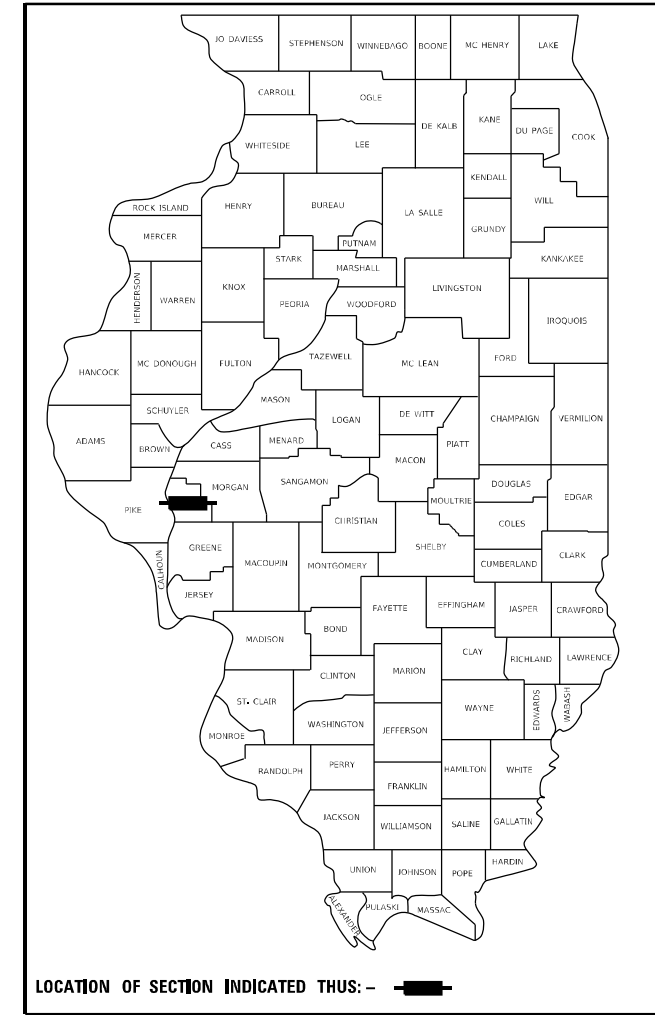 JO DAVIESS STEPHENSON WINNEBAGO BOONE MC HENRY LAKE
CARROLL OGLE DE KALB KANE DU PAGE COOK
WHITESIDE LEE
KENDALL WILL
ROCK ISLAND HENRY BUREAU LA SALLE GRUNDY
MERCER PUTNAM KANKAKEE
HENDERSON WARREN KNOX STARK MARSHALL
PEORIA WOODFORD LIVINGSTON IROQUOIS
HANCOCK MC DONOUGH FULTON TAZEWELL MC LEAN FORD
MASON
ADAMS SCHUYLER LOGAN DE WITT CHAMPAIGN VERMILION
BROWN CASS MENARD PIATT
MACON
PIKE MORGAN SANGAMON MOULTRIE DOUGLAS EDGAR
CHRISTIAN COLES
GREENE SHELBY
CALHOUN MACOUPIN MONTGOMERY CUMBERLAND CLARK
JERSEY FAYETTE EFFINGHAM JASPER CRAWFORD
MADISON BOND
CLAY RICHLAND LAWRENCE
CLINTON MARION
ST. CLAIR WAYNE EDWARDS WABASH
WASHINGTON JEFFERSON
MONROE
RANDOLPH PERRY HAMILTON WHITE
FRANKLIN
JACKSON WILLIAMSON SALINE GALLATIN
UNION JOHNSON POPE HARDIN
ALEXANDER PULASKI MASSAC
LOCATION OF SECTION INDICATED THUS: –